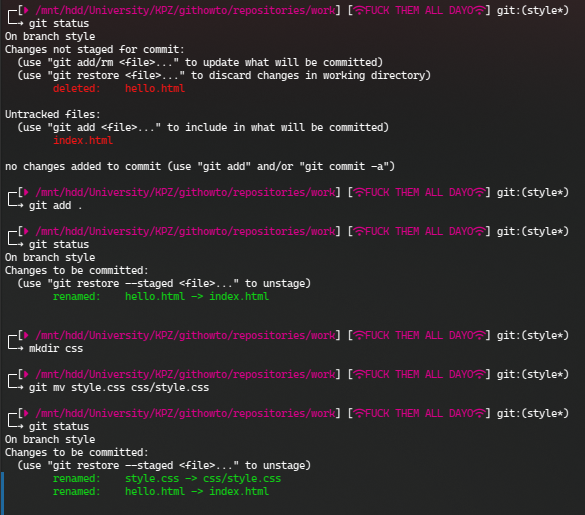 ┌─[⏵ /mnt/hdd/University/KPZ/githowto/repositories/work] [FUCK THEM ALL DAYO] git:(style*)
└─→ git status
On branch style
Changes not staged for commit:
  (use "git add/rm <file>..." to update what will be committed)
  (use "git restore <file>..." to discard changes in working directory)
        deleted:    hello.html

Untracked files:
  (use "git add <file>..." to include in what will be committed)
        index.html

no changes added to commit (use "git add" and/or "git commit -a")

┌─[⏵ /mnt/hdd/University/KPZ/githowto/repositories/work] [FUCK THEM ALL DAYO] git:(style*)
└─→ git add .

┌─[⏵ /mnt/hdd/University/KPZ/githowto/repositories/work] [FUCK THEM ALL DAYO] git:(style*)
└─→ git status
On branch style
Changes to be committed:
  (use "git restore --staged <file>..." to unstage)
        renamed:    hello.html -> index.html

┌─[⏵ /mnt/hdd/University/KPZ/githowto/repositories/work] [FUCK THEM ALL DAYO] git:(style*)
└─→ mkdir css

┌─[⏵ /mnt/hdd/University/KPZ/githowto/repositories/work] [FUCK THEM ALL DAYO] git:(style*)
└─→ git mv style.css css/style.css

┌─[⏵ /mnt/hdd/University/KPZ/githowto/repositories/work] [FUCK THEM ALL DAYO] git:(style*)
└─→ git status
On branch style
Changes to be committed:
  (use "git restore --staged <file>..." to unstage)
        renamed:    style.css -> css/style.css
        renamed:    hello.html -> index.html